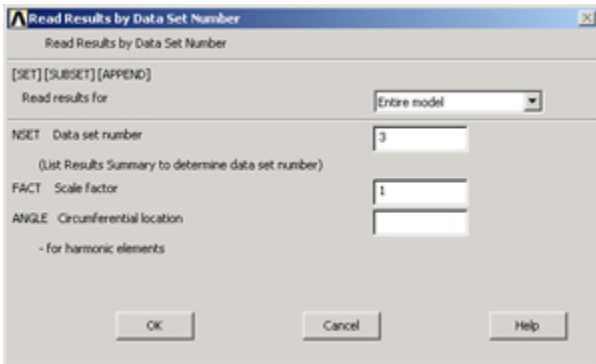 Read Results by Data Set Number
Read Results by Data Set Number
[SET] [SUBSET] [APPEND]
Read results for Entire model
NSET Data set number 3
(List Results Summary to determine data set number)
FACT Scale factor 1
ANGLE Circumferential location
- for harmonic elements
OK Cancel Help